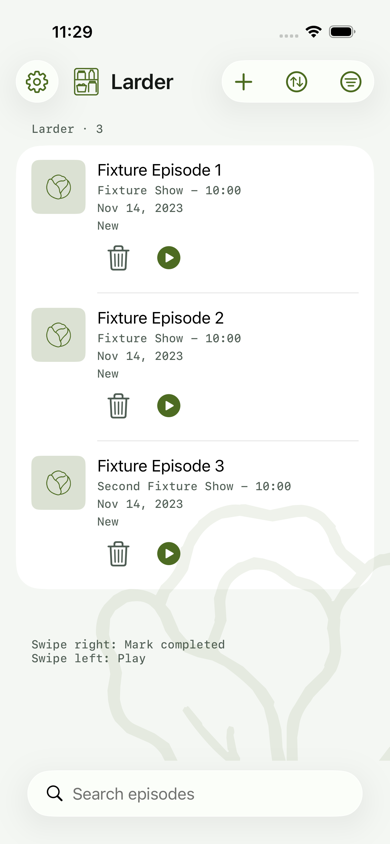 11:29
Larder
Larder · 3
Fixture Episode 1
Fixture Show – 10:00
Nov 14, 2023
New
Fixture Episode 2
Fixture Show – 10:00
Nov 14, 2023
New
Fixture Episode 3
Second Fixture Show – 10:00
Nov 14, 2023
New
Swipe right: Mark completed
Swipe left: Play
Search episodes